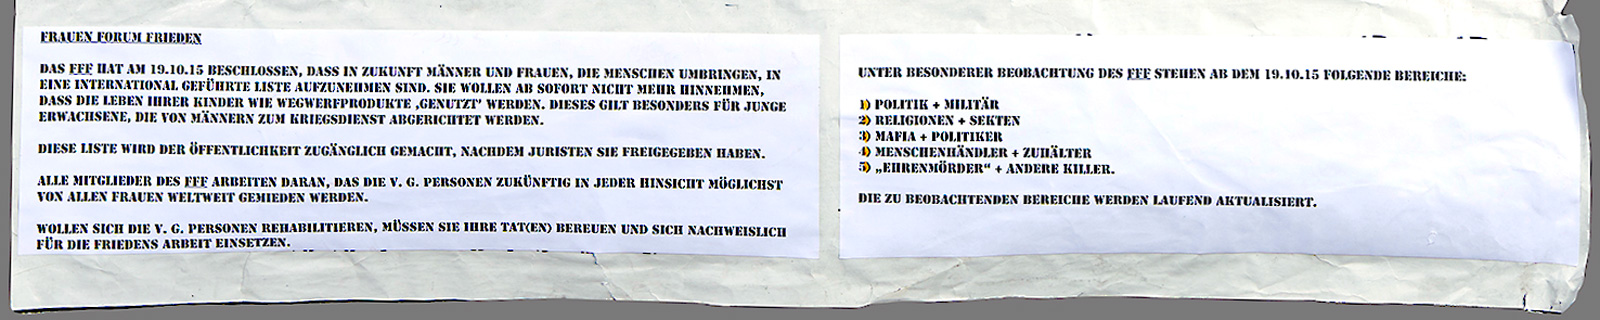 FRAUEN FORUM FRIEDEN
DAS FFF HAT AM 19.10.15 BESCHLOSSEN, DASS IN ZUKUNFT MÄNNER UND FRAUEN, DIE MENSCHEN UMBRINGEN, IN
EINE INTERNATIONAL GEFÜHRTE LISTE AUFZUNEHMEN SIND. SIE WOLLEN AB SOFORT NICHT MEHR HINNEHMEN,
DASS DIE LEBEN IHRER KINDER WIE WEGWERFPRODUKTE ‚GENUTZT' WERDEN. DIESES GILT BESONDERS FÜR JUNGE
ERWACHSENE, DIE VON MÄNNERN ZUM KRIEGSDIENST ABGERICHTET WERDEN.
DIESE LISTE WIRD DER ÖFFENTLICHKEIT ZUGÄNGLICH GEMACHT, NACHDEM JURISTEN SIE FREIGEGEBEN HABEN.
ALLE MITGLIEDER DES FFF ARBEITEN DARAN, DAS DIE V. G. PERSONEN ZUKÜNFTIG IN JEDER HINSICHT MÖGLICHST
VON ALLEN FRAUEN WELTWEIT GEMIEDEN WERDEN.
WOLLEN SICH DIE V. G. PERSONEN REHABILITIEREN, MÜSSEN SIE IHRE TAT(EN) BEREUEN UND SICH NACHWEISLICH
FÜR DIE FRIEDENS ARBEIT EINSETZEN.
UNTER BESONDERER BEOBACHTUNG DES FFF STEHEN AB DEM 19.10.15 FOLGENDE BEREICHE:
1) POLITIK + MILITÄR
2) RELIGIONEN + SEKTEN
3) MAFIA + POLITIKER
4) MENSCHENHÄNDLER + ZUHÄLTER
5) „EHRENMÖRDER“ + ANDERE KILLER.
DIE ZU BEOBACHTENDEN BEREICHE WERDEN LAUFEND AKTUALISIERT.